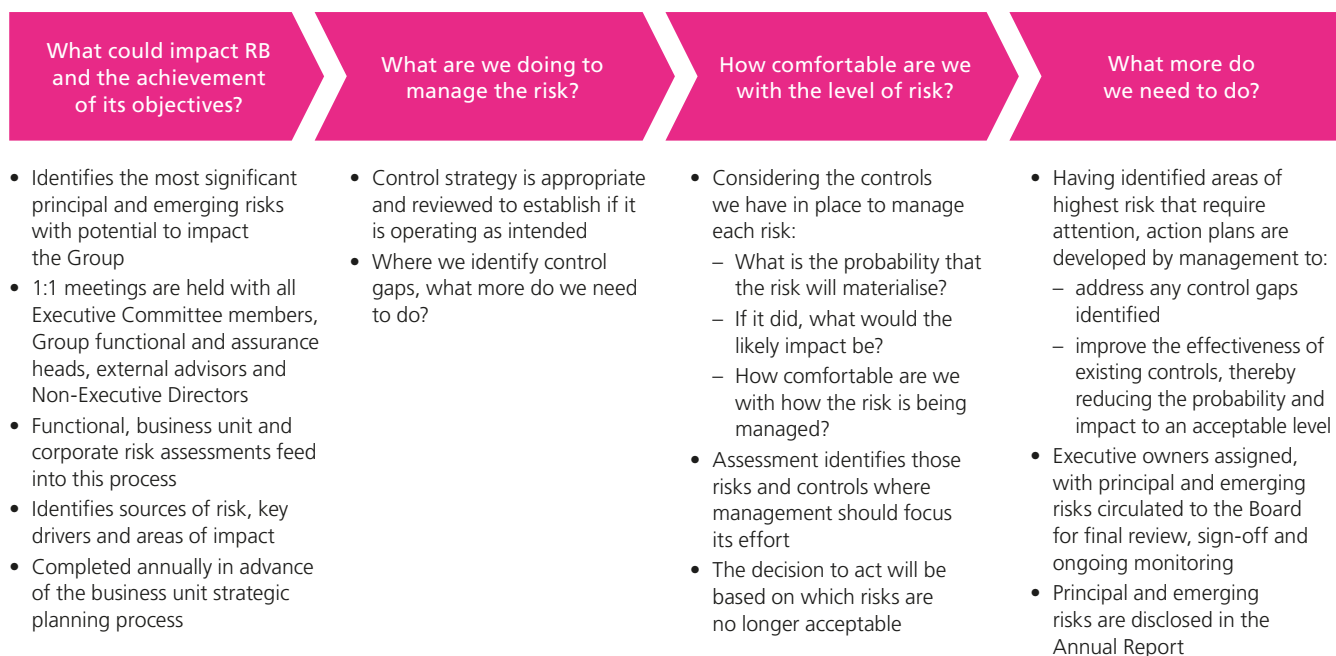 What could impact RB
and the achievement
of its objectives?
What are we doing to
manage the risk?
How comfortable are we
with the level of risk?
What more do
we need to do?
• Identifies the most significant
principal and emerging risks
with potential to impact
the Group
• 1:1 meetings are held with all
Executive Committee members,
Group functional and assurance
heads, external advisors and
Non-Executive Directors
• Functional, business unit and
corporate risk assessments feed
into this process
• Identifies sources of risk, key
drivers and areas of impact
• Completed annually in advance
of the business unit strategic
planning process
• Control strategy is appropriate
and reviewed to establish if it
is operating as intended
• Where we identify control
gaps, what more do we need
to do?
• Considering the controls
we have in place to manage
each risk:
– What is the probability that
the risk will materialise?
– If it did, what would the
likely impact be?
– How comfortable are we
with how the risk is being
managed?
• Assessment identifies those
risks and controls where
management should focus
its effort
• The decision to act will be
based on which risks are
no longer acceptable
• Having identified areas of
highest risk that require
attention, action plans are
developed by management to:
– address any control gaps
identified
– improve the effectiveness of
existing controls, thereby
reducing the probability and
impact to an acceptable level
• Executive owners assigned,
with principal and emerging
risks circulated to the Board
for final review, sign-off and
ongoing monitoring
• Principal and emerging
risks are disclosed in the
Annual Report